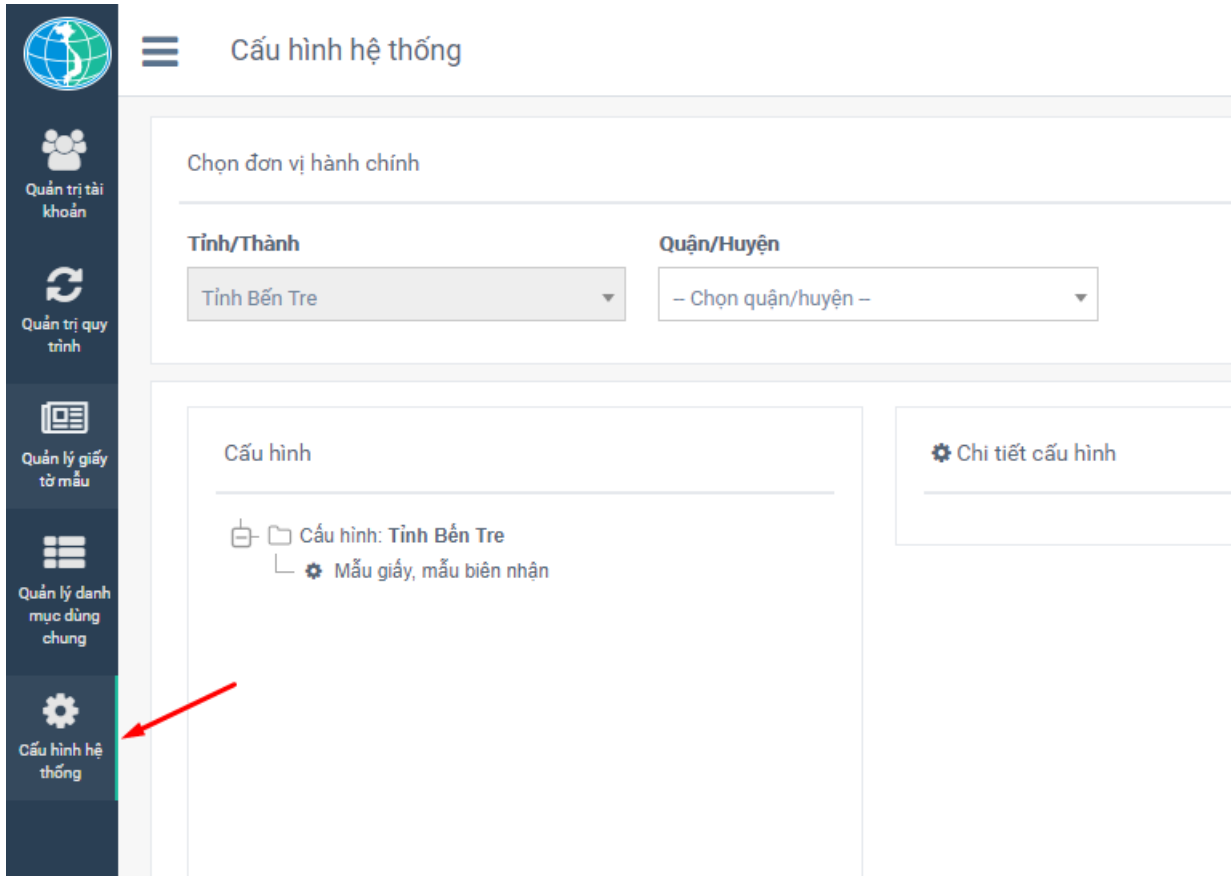 Cấu hình hệ thống
Quản trị tài
khoản
Quản trị quy
trình
Quản lý giấy
tờ mẫu
Quản lý danh
mục dùng
chung
Cấu hình hệ
thống
Chọn đơn vị hành chính
Tỉnh/Thành
Quận/Huyện
Tỉnh Bến Tre
-- Chọn quận/huyện --
Cấu hình
Cấu hình: Tỉnh Bến Tre
Mẫu giấy, mẫu biên nhận
Chi tiết cấu hình